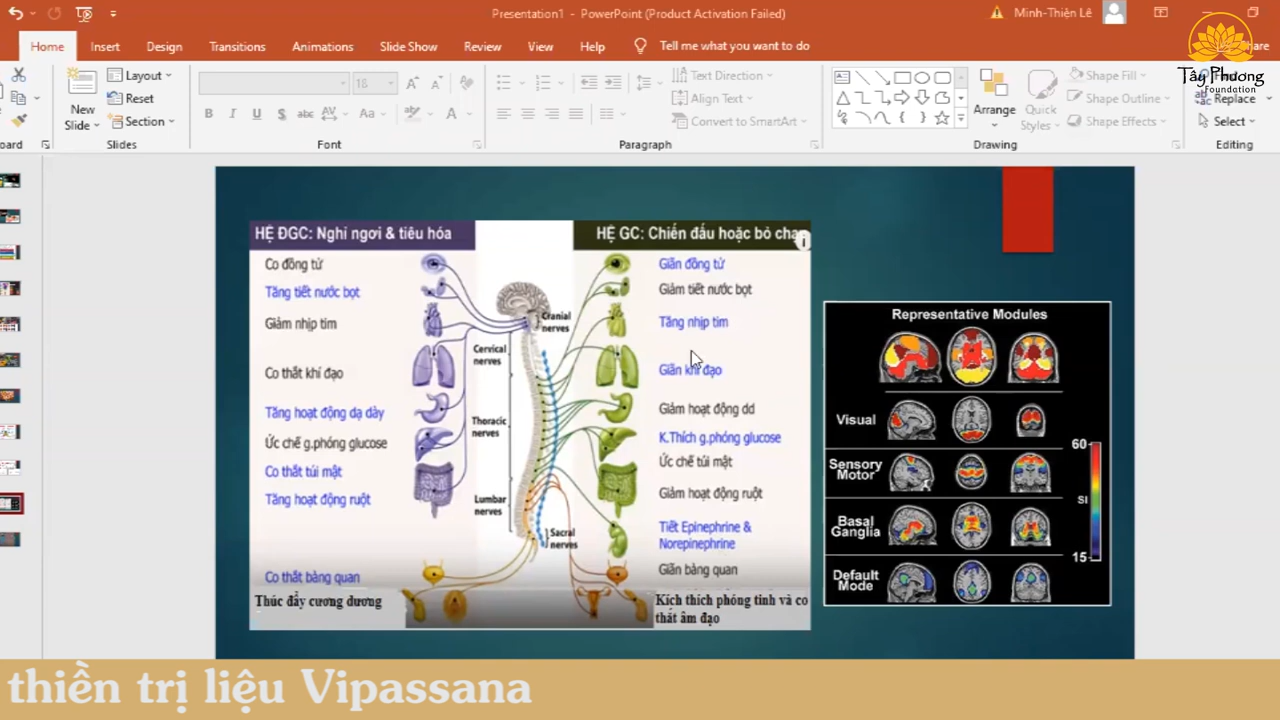 Presentation1 - PowerPoint (Product Activation Failed)
Minh-Thiện Lê
Home Insert Design Transitions Animations Slide Show Review View Help Tell me what you want to do
Share
Tây Phương
Foundation
New
Slide
Layout
Reset
Section
18
B I U S abc AV Aa A
Text Direction
Align Text
Convert to SmartArt
Arrange
Quick
Styles
Shape Fill
Shape Outline
Shape Effects
Replace
Select
oard Slides Font Paragraph Drawing Editing
HỆ ĐGC: Nghỉ ngơi & tiêu hóa
Co đồng tử
Tăng tiết nước bọt
Giảm nhịp tim
Co thắt khí đạo
Tăng hoạt động dạ dày
Ức chế g.phóng glucose
Co thắt túi mật
Tăng hoạt động ruột
Co thắt bàng quan
Thúc đẩy cương dương
Cranial
nerves
Cervical
nerves
Thoracic
nerves
Lumbar
nerves
Sacral
nerves
HỆ GC: Chiến đấu hoặc bỏ chạy
Giãn đồng tử
Giảm tiết nước bọt
Tăng nhịp tim
Giãn khí đạo
Giảm hoạt động dd
K.Thích g.phóng glucose
Ức chế túi mật
Giảm hoạt động ruột
Tiết Epinephrine &
Norepinephrine
Giãn bàng quan
Kích thích phóng tinh và co
thắt âm đạo
Representative Modules
Visual
Sensory
Motor
Basal
Ganglia
Default
Mode
60
SI
15
thiền trị liệu Vipassana